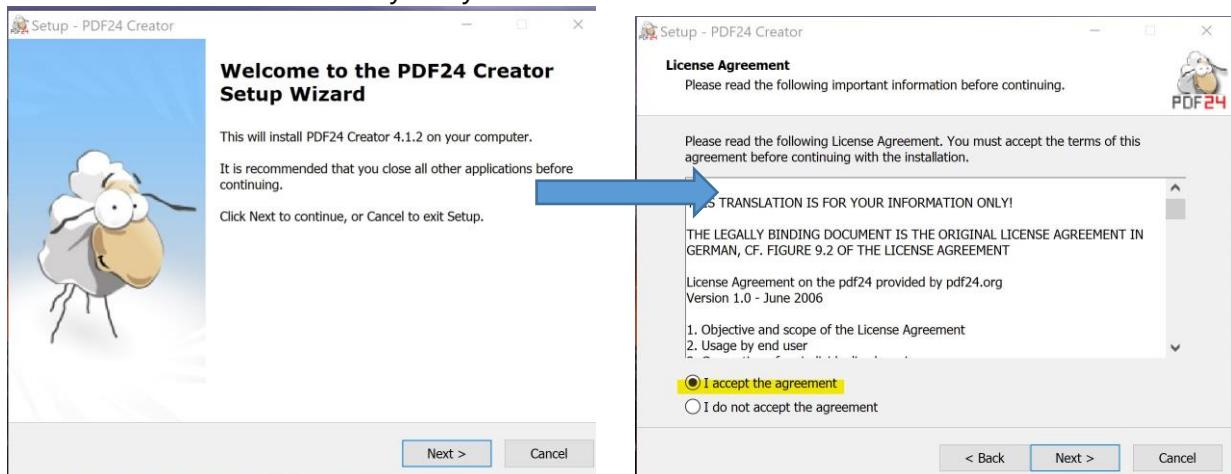 Setup - PDF24 Creator
Welcome to the PDF24 Creator
Setup Wizard
This will install PDF24 Creator 4.1.2 on your computer.
It is recommended that you close all other applications before
continuing.
Click Next to continue, or Cancel to exit Setup.
Next >
Cancel
Setup - PDF24 Creator
License Agreement
Please read the following important information before continuing.
PDF24
Please read the following License Agreement. You must accept the terms of this
agreement before continuing with the installation.
TRANSLATION IS FOR YOUR INFORMATION ONLY!
THE LEGALLY BINDING DOCUMENT IS THE ORIGINAL LICENSE AGREEMENT IN
GERMAN, CF. FIGURE 9.2 OF THE LICENSE AGREEMENT
License Agreement on the pdf24 provided by pdf24.org
Version 1.0 - June 2006
1. Objective and scope of the License Agreement
2. Usage by end user
I accept the agreement
I do not accept the agreement
< Back
Next >
Cancel